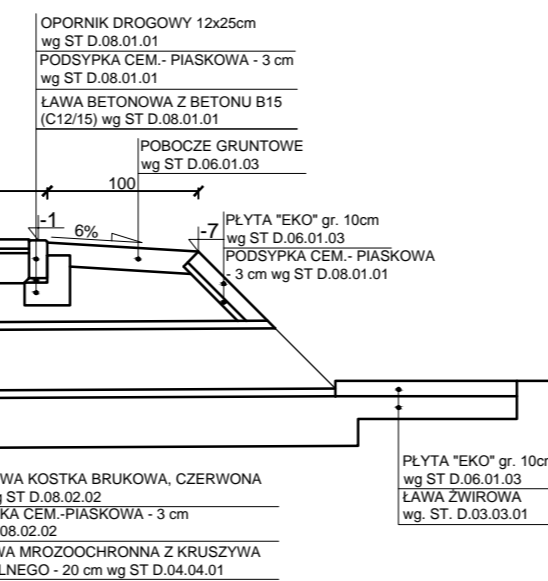 OPORNIK DROGOWY 12x25cm
wg ST D.08.01.01
PODSYPKA CEM.- PIASKOWA - 3 cm
wg ST D.08.01.01
ŁAWA BETONOWA Z BETONU B15
(C12/15) wg ST D.08.01.01
POBOCZE GRUNTOWE
wg ST D.06.01.03
100
-1
6%
-7
PŁYTA "EKO" gr. 10cm
wg ST D.06.01.03
PODSYPKA CEM.- PIASKOWA
- 3 cm wg ST D.08.01.01
WA KOSTKA BRUKOWA, CZERWONA
g ST D.08.02.02
KA CEM.-PIASKOWA - 3 cm
08.02.02
WA MROZOOCHRONNA Z KRUSZYWA
LNEGO - 20 cm wg ST D.04.04.01
PŁYTA "EKO" gr. 10cm
wg ST D.06.01.03
ŁAWA ŻWIROWA
wg. ST. D.03.03.01